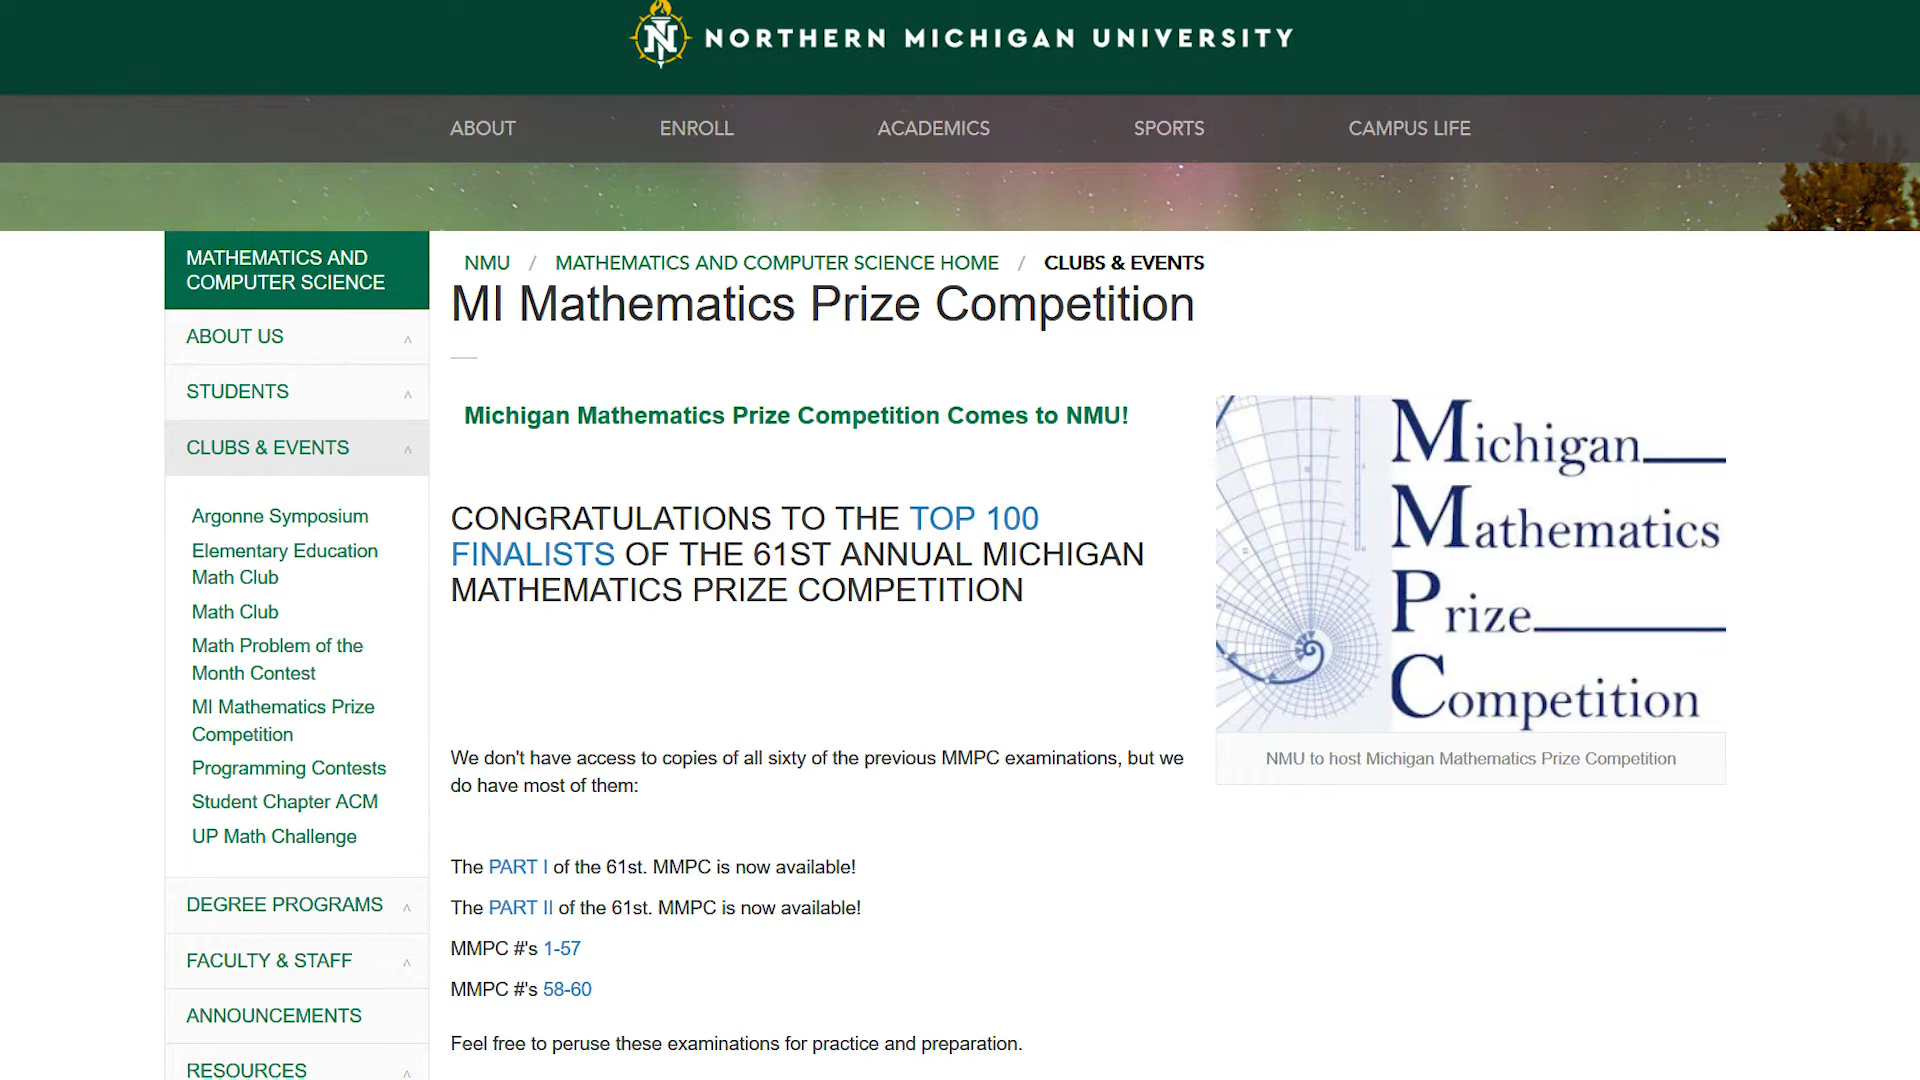 NORTHERN MICHIGAN UNIVERSITY
ABOUT
ENROLL
ACADEMICS
SPORTS
CAMPUS LIFE
MATHEMATICS AND
COMPUTER SCIENCE
ABOUT US
STUDENTS
CLUBS & EVENTS
Argonne Symposium
Elementary Education
Math Club
Math Club
Math Problem of the
Month Contest
MI Mathematics Prize
Competition
Programming Contests
Student Chapter ACM
UP Math Challenge
DEGREE PROGRAMS
FACULTY & STAFF
ANNOUNCEMENTS
RESOURCES
NMU / MATHEMATICS AND COMPUTER SCIENCE HOME / CLUBS & EVENTS
MI Mathematics Prize Competition
Michigan Mathematics Prize Competition Comes to NMU!
CONGRATULATIONS TO THE TOP 100
FINALISTS OF THE 61ST ANNUAL MICHIGAN
MATHEMATICS PRIZE COMPETITION
We don't have access to copies of all sixty of the previous MMPC examinations, but we
do have most of them:
The PART I of the 61st. MMPC is now available!
The PART II of the 61st. MMPC is now available!
MMPC #'s 1-57
MMPC #'s 58-60
Feel free to peruse these examinations for practice and preparation.
Michigan
Mathematics
Prize
Competition
NMU to host Michigan Mathematics Prize Competition